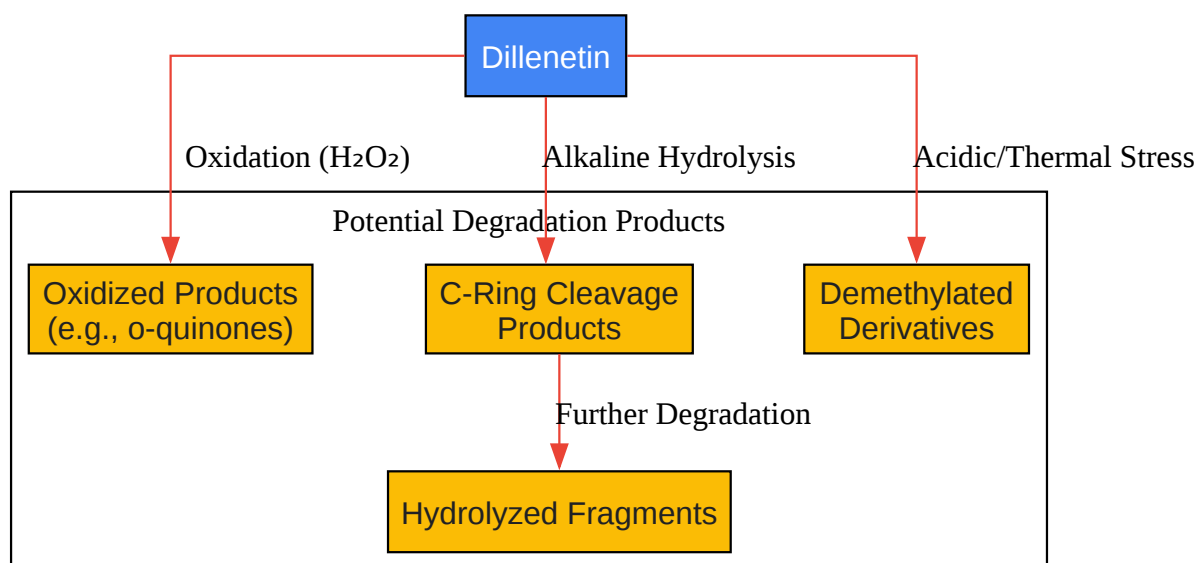 Dillenetin
Oxidation (H₂O₂)
Alkaline Hydrolysis
Acidic/Thermal Stress
Potential Degradation Products
Oxidized Products
(e.g., o-quinones)
C-Ring Cleavage
Products
Demethylated
Derivatives
Further Degradation
Hydrolyzed Fragments